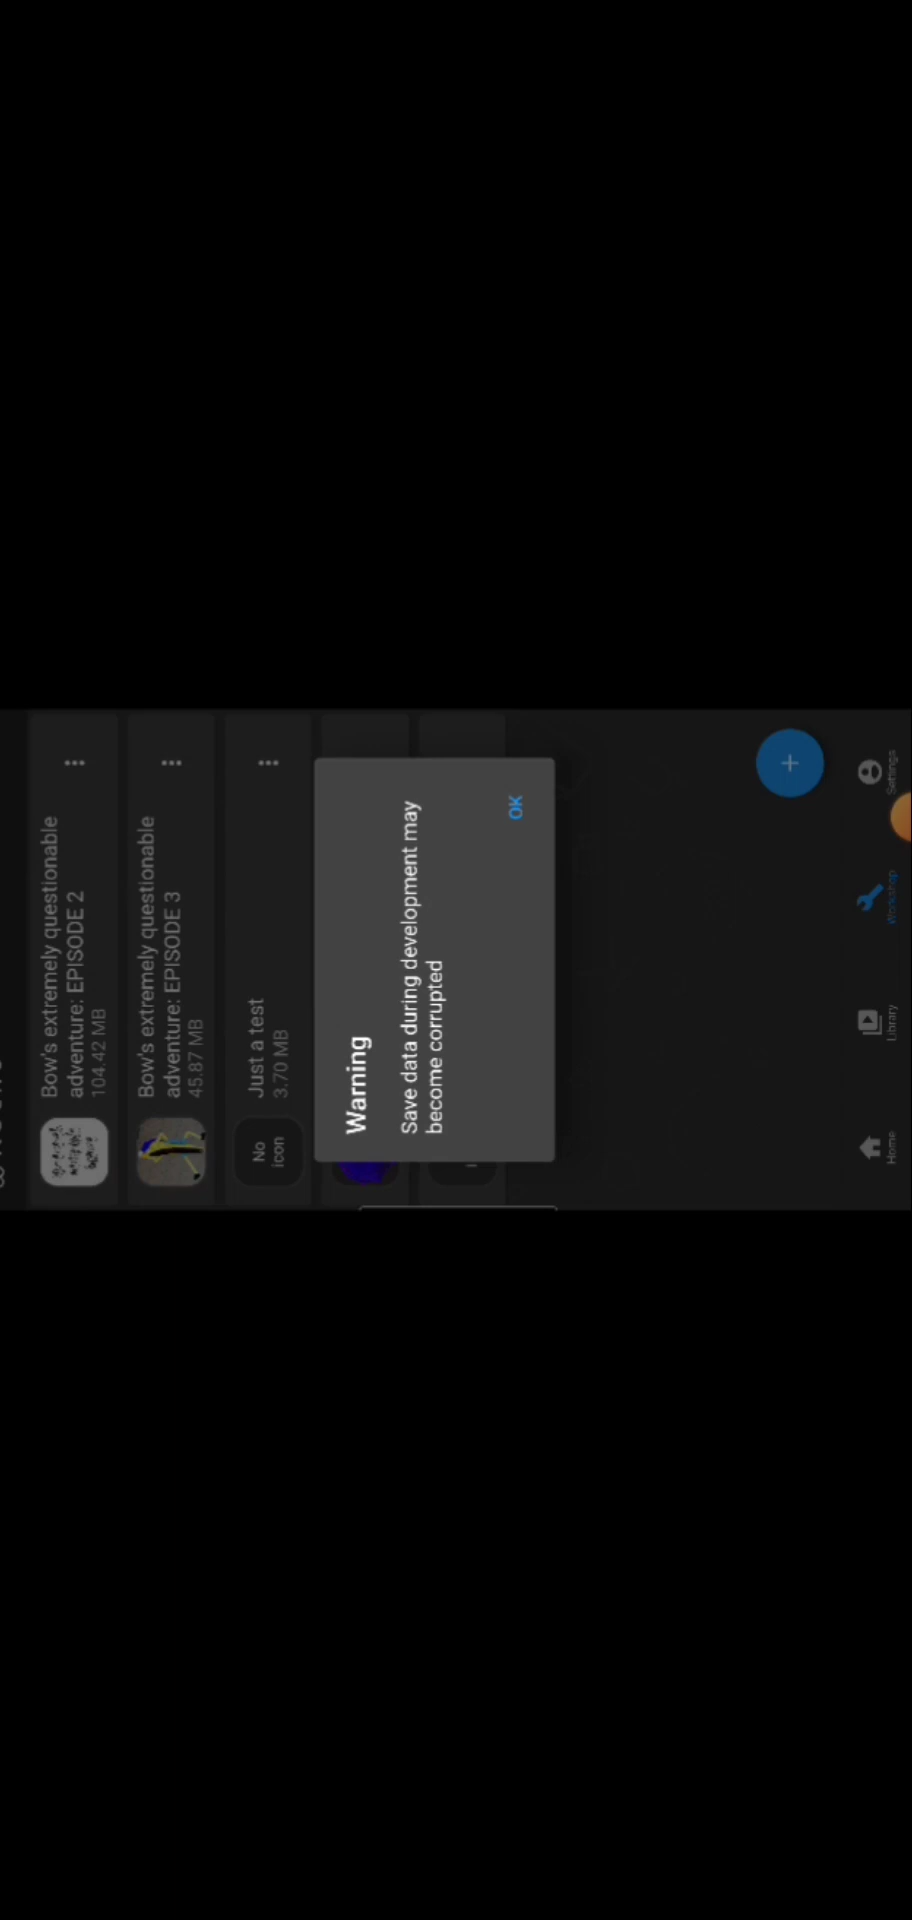 Bow's extremely questionable
adventure: EPISODE 2
104.42 MB
Bow's extremely questionable
adventure: EPISODE 3
45.87 MB
No
icon
Just a test
3.70 MB
Warning
Save data during development may
become corrupted
OK
+
Home
Library
Workshop
Settings